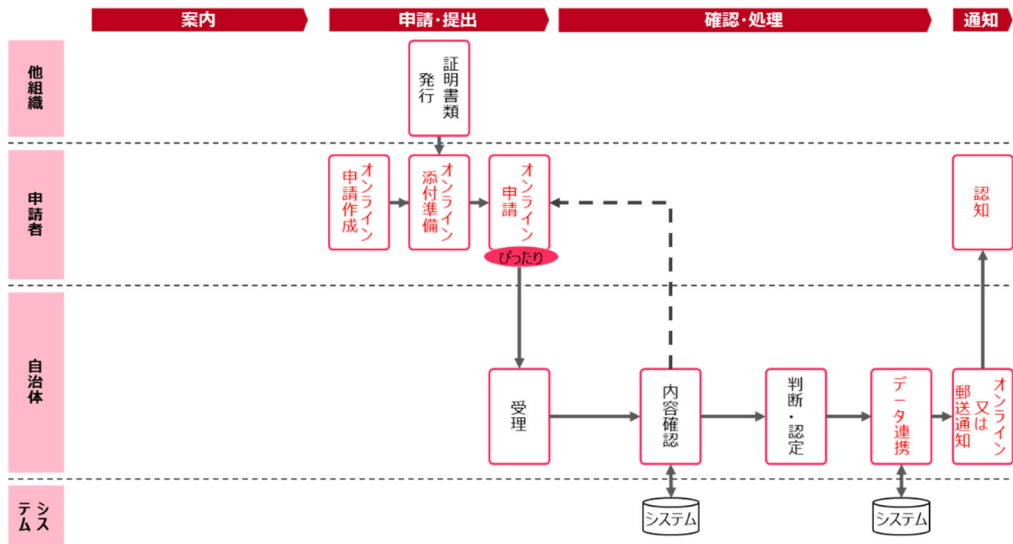 案内
申請・提出
確認・処理
通知
他組織
証明書類
発行
申請者
オンライン
申請作成
オンライン
添付準備
オンライン
申請
ぴったり
認知
自治体
受理
内容確認
判断・認定
データ連携
オンライン
又は
郵送通知
シス
テム
システム
システム